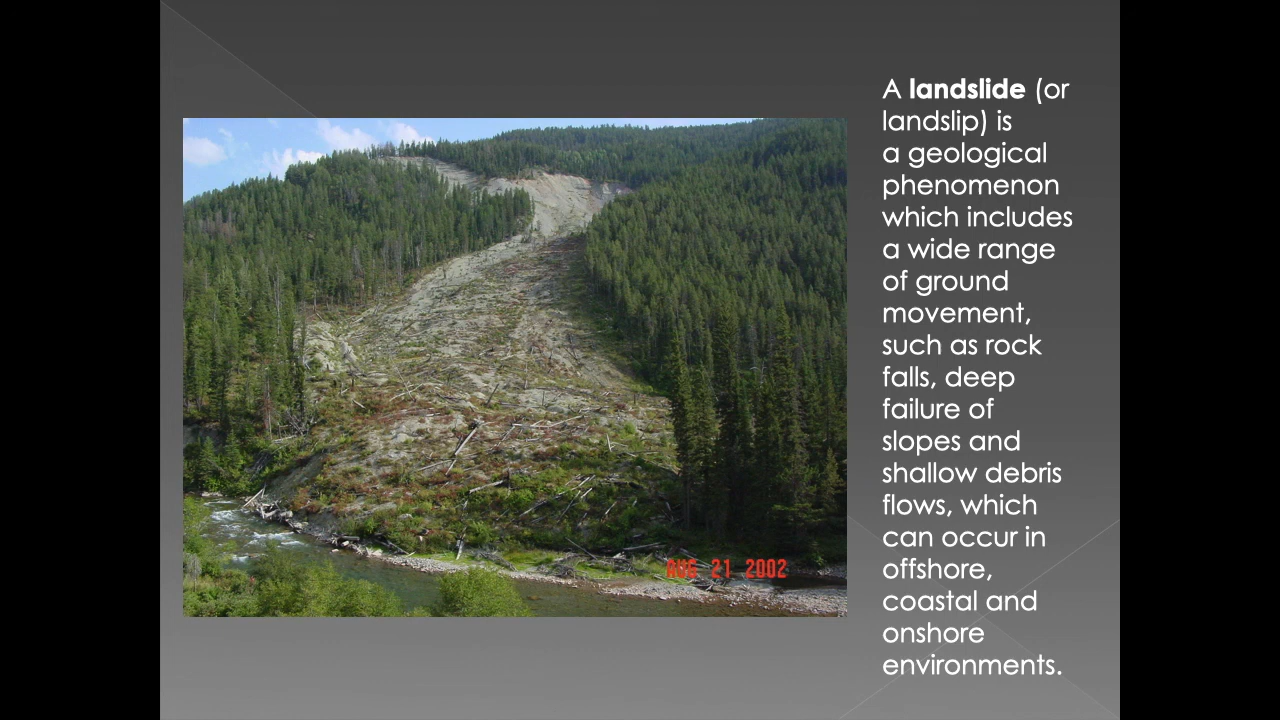 A landslide (or
landslip) is
a geological
phenomenon
which includes
a wide range
of ground
movement,
such as rock
falls, deep
failure of
slopes and
shallow debris
flows, which
can occur in
offshore,
coastal and
onshore
environments.
AUG 21 2002